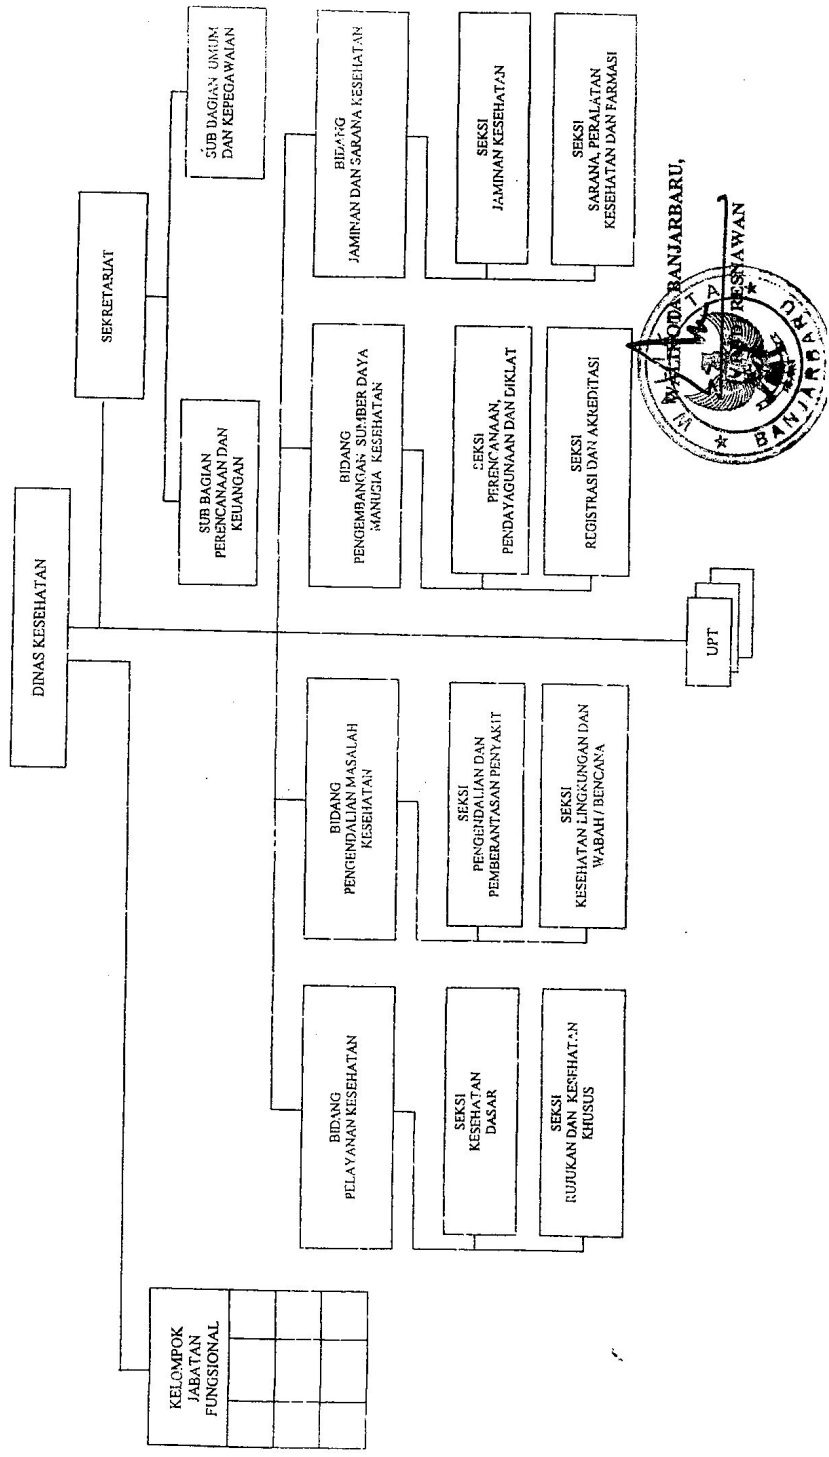 DINAS KESEHATAN
KELOMPOK
JABATAN
FUNGSIONAL
SEKRETARIAT
SUB BAGIAN
PERENCANAAN DAN
KEUANGAN
SUB BAGIAN UMUM
DAN KEPEGAWAIAN
BIDANG
PELAYANAN KESEHATAN
BIDANG
PENGENDALIAN MASALAH
KESEHATAN
BIDANG
PENGEMBANGAN SUMBER DAYA
MANUSIA KESEHATAN
BIDANG
JAMINAN DAN SARANA KESEHATAN
SEKSI
KESEHATAN
DASAR
SEKSI
PENGENDALIAN DAN
PEMBERANTASAN PENYAKIT
SEKSI
PERENCANAAN,
PENDAYAGUNAAN DAN DIKLAT
SEKSI
JAMINAN KESEHATAN
SEKSI
RUJUKAN DAN KESEHATAN
KHUSUS
SEKSI
KESEHATAN LINGKUNGAN DAN
WABAH / BENCANA
SEKSI
REGISTRASI DAN AKREDITASI
SEKSI
SARANA, PERALATAN
KESEHATAN DAN FARMASI
UPT
WALIKOTA BANJARBARU,
BANJARBARU